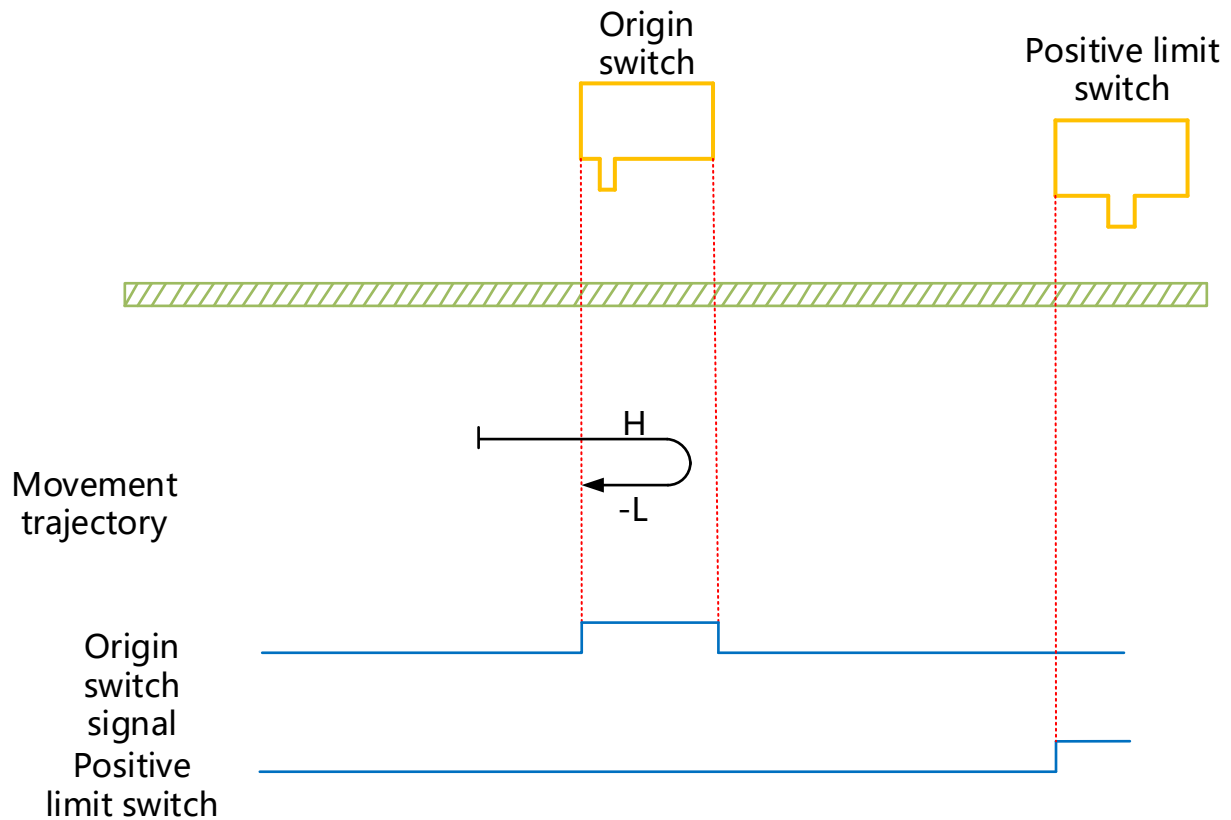 Origin
switch
Positive limit
switch
H
-L
Movement
trajectory
Origin
switch
signal
Positive
limit switch